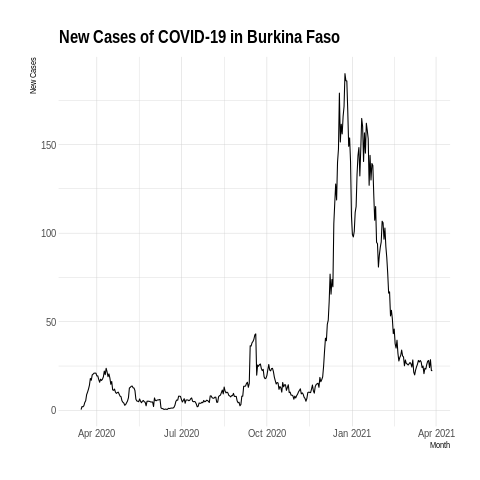 New Cases of COVID-19 in Burkina Faso
New Cases
150
100
50
0
Apr 2020 Jul 2020 Oct 2020 Jan 2021 Apr 2021
Month